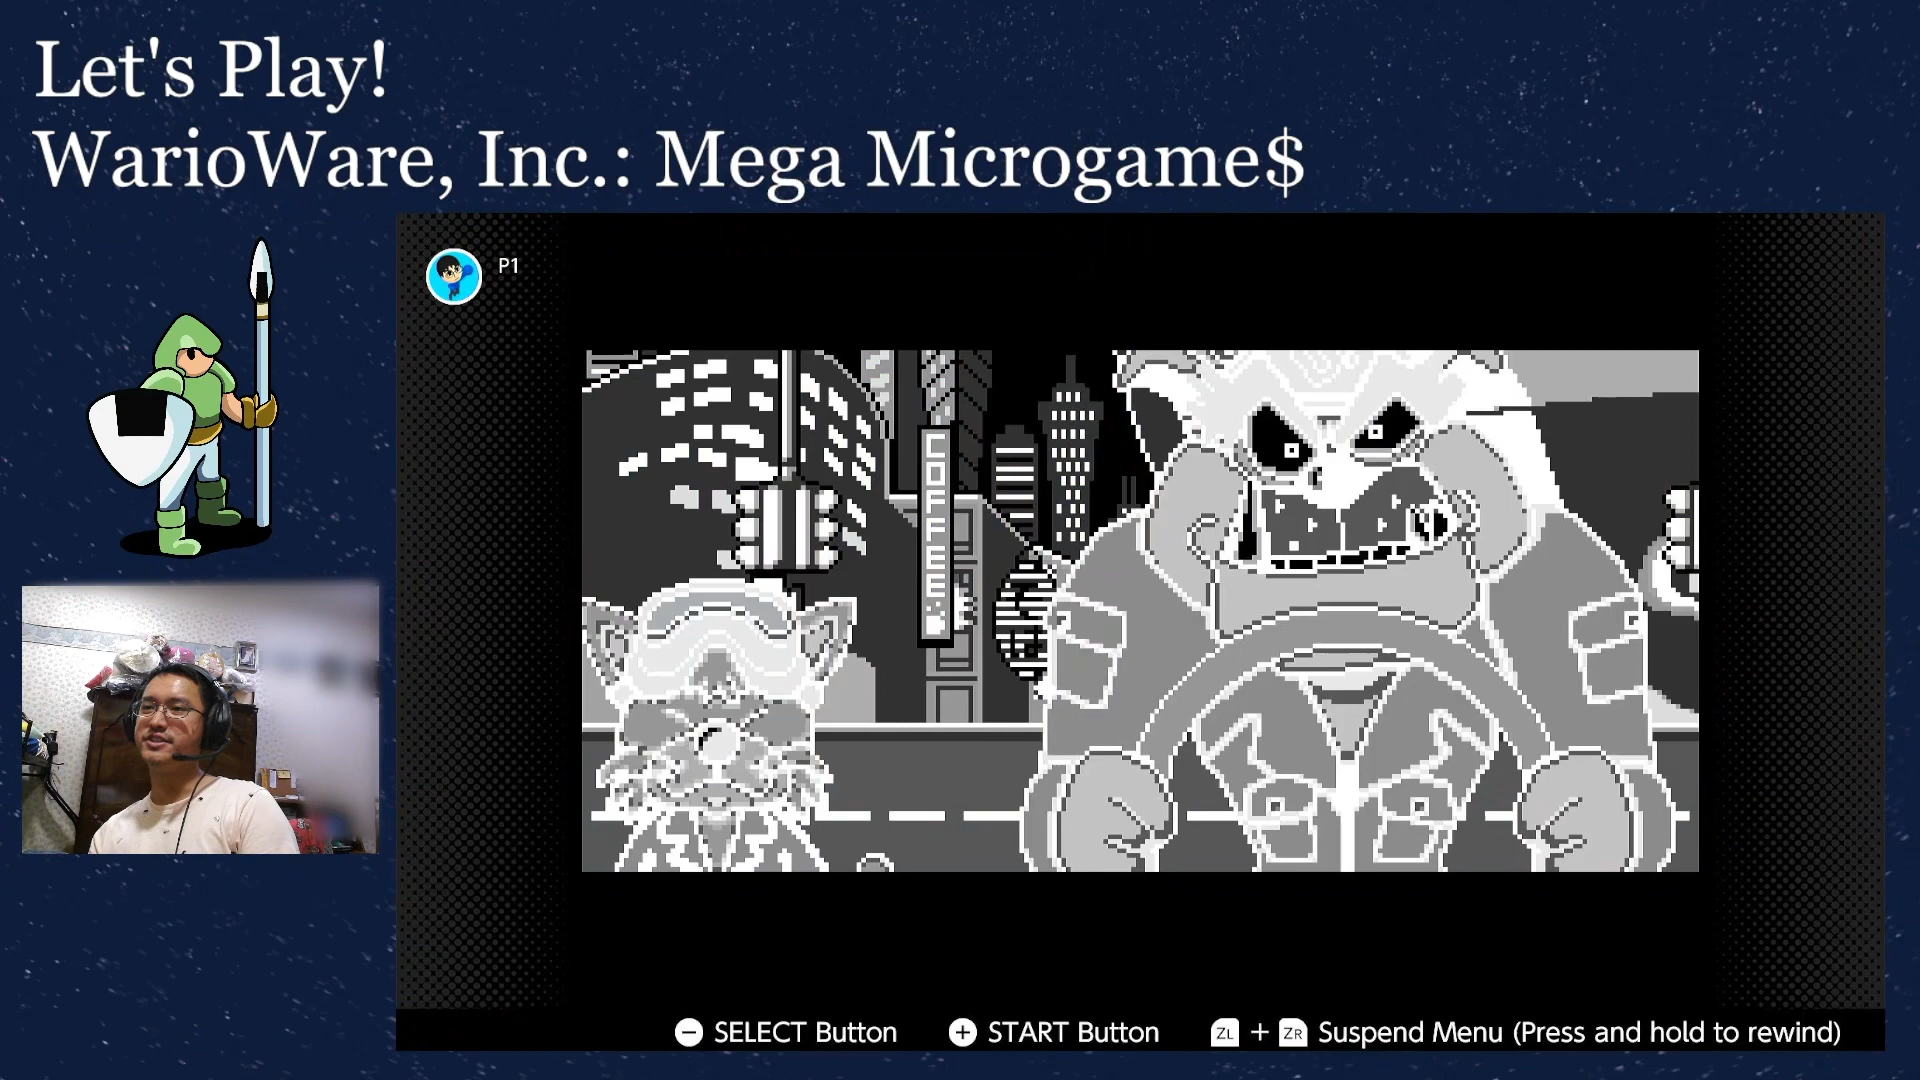 Let's Play!
WarioWare, Inc.: Mega Microgame$
P1
COFFEE
SELECT Button
START Button
ZL + ZR Suspend Menu (Press and hold to rewind)